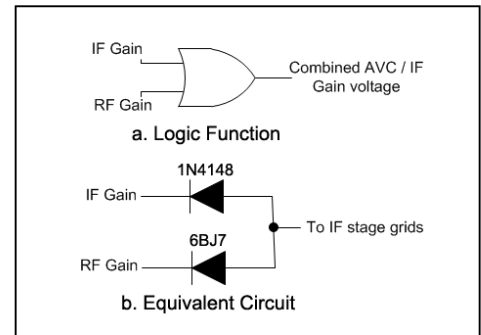 IF Gain
RF Gain
Combined AVC / IF
Gain voltage
a. Logic Function
1N4148
IF Gain
To IF stage grids
6BJ7
RF Gain
b. Equivalent Circuit